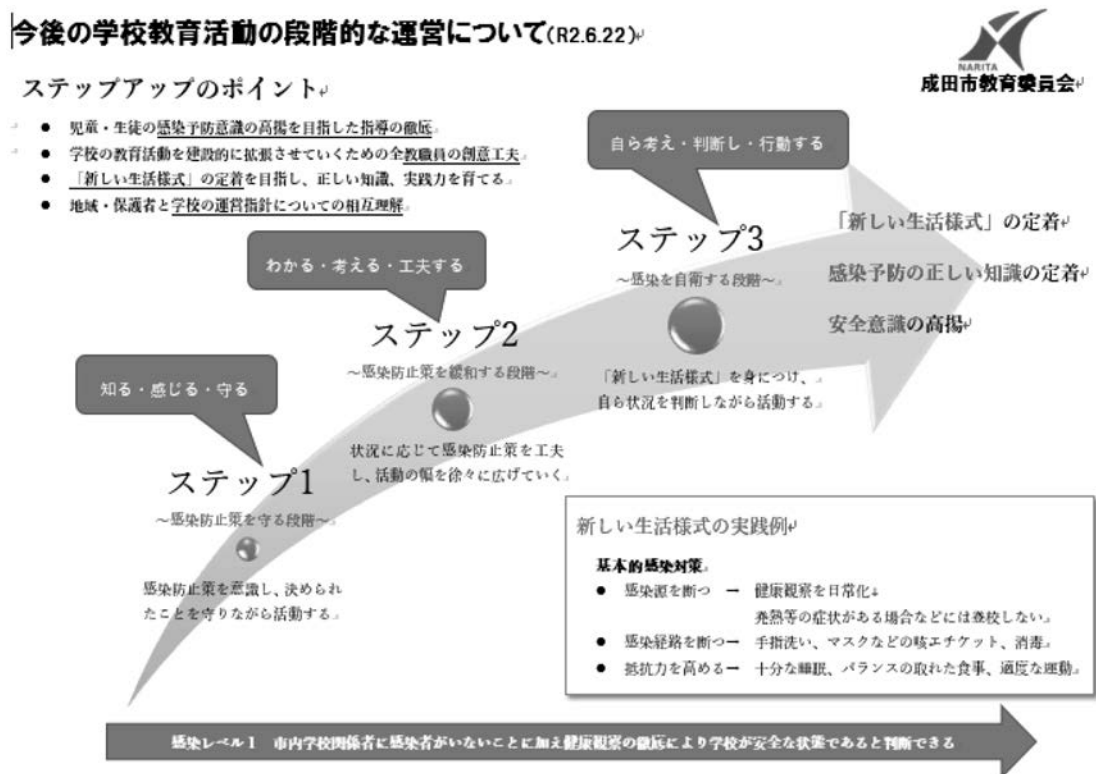 今後の学校教育活動の段階的な運営について(R2.6.22)
NARITA
成田市教育委員会
ステップアップのポイント
● 児童・生徒の感染予防意識の高揚を目指した指導の徹底
● 学校の教育活動を建設的に拡張させていくための全教職員の創意工夫
● 「新しい生活様式」の定着を目指し、正しい知識、実践力を育てる
● 地域・保護者と学校の運営指針についての相互理解
自ら考え・判断し・行動する
ステップ3
～感染を自衛する段階～
「新しい生活様式」を身につけ、
自ら状況を判断しながら活動する
「新しい生活様式」の定着
感染予防の正しい知識の定着
安全意識の高揚
わかる・考える・工夫する
ステップ2
～感染防止策を緩和する段階～
状況に応じて感染防止策を工夫
し、活動の幅を徐々に広げていく
知る・感じる・守る
ステップ1
～感染防止策を守る段階～
感染防止策を意識し、決められ
たことを守りながら活動する
新しい生活様式の実践例
基本的感染対策
● 感染源を断つ ー 健康観察を日常化
発熱等の症状がある場合などには登校しない
● 感染経路を断つー 手指洗い、マスクなどの咳エチケット、消毒
● 抵抗力を高めるー 十分な睡眠、バランスの取れた食事、適度な運動
感染レベル1 市内学校関係者に感染者がいないことに加え健康観察の徹底により学校が安全な状態であると判断できる